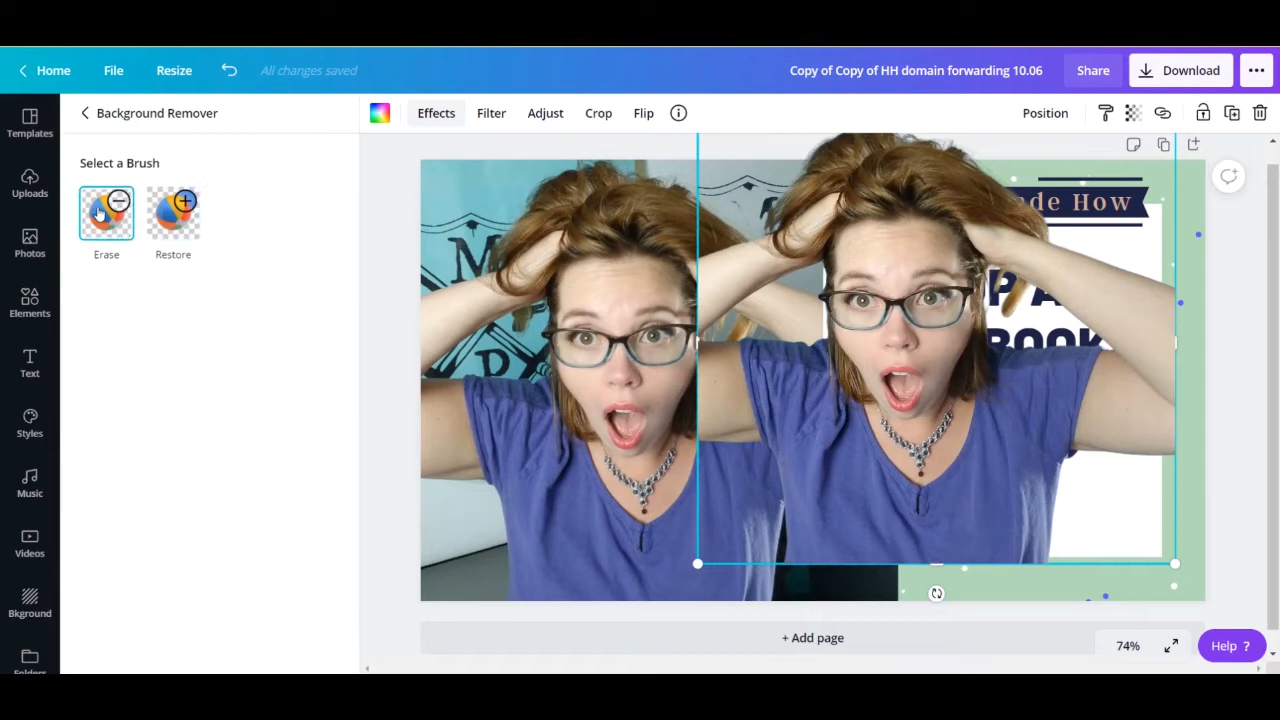 Home
File
Resize
All changes saved
Copy of Copy of HH domain forwarding 10.06
Share
Download
Templates
Uploads
Photos
Elements
Text
Styles
Music
Videos
Bkground
Folders
Background Remover
Select a Brush
Erase
Restore
Effects
Filter
Adjust
Crop
Flip
Position
How
+ Add page
74%
Help ?